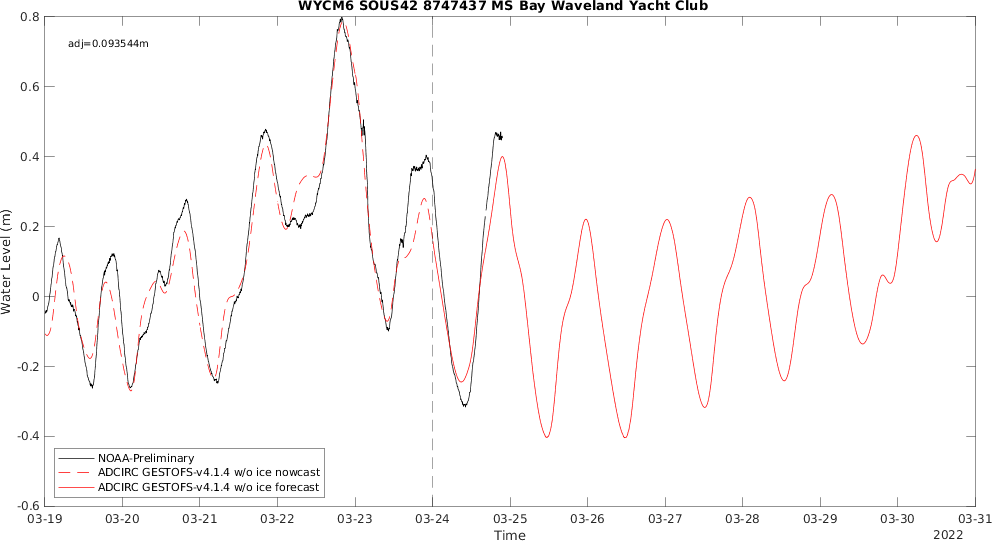 WYCM6 SOUS42 8747437 MS Bay Waveland Yacht Club
adj=0.093544m
Water Level (m)
0.8
0.6
0.4
0.2
0
-0.2
-0.4
-0.6
NOAA-Preliminary
ADCIRC GESTOFS-v4.1.4 w/o ice nowcast
ADCIRC GESTOFS-v4.1.4 w/o ice forecast
03-19 03-20 03-21 03-22 03-23 03-24 03-25 03-26 03-27 03-28 03-29 03-30 03-31
Time
2022